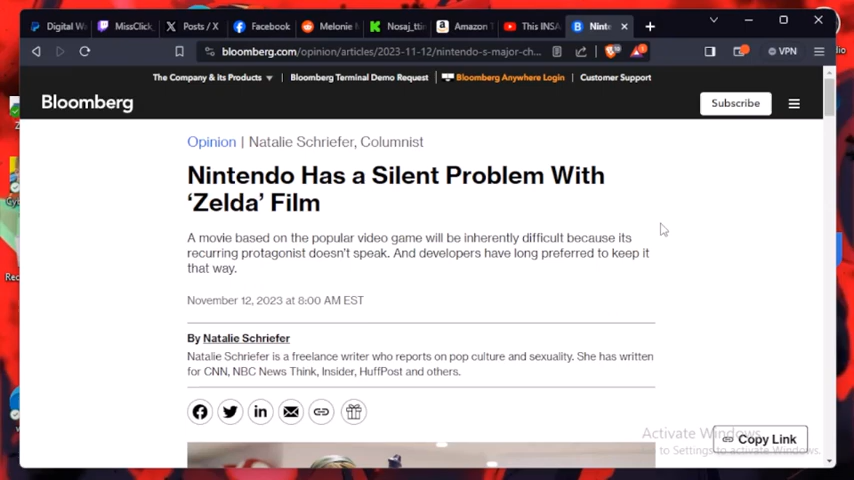 Digital W
MissClick
Posts / X
Facebook
Melonie M
Nosaj_ttin
Amazon T
This INSA
Ninte
bloomberg.com/opinion/articles/2023-11-12/nintendo-s-major-ch...
VPN
The Company & its Products
Bloomberg Terminal Demo Request
Bloomberg Anywhere Login
Customer Support
Bloomberg
Subscribe
Opinion | Natalie Schriefer, Columnist
Nintendo Has a Silent Problem With
‘Zelda’ Film
A movie based on the popular video game will be inherently difficult because its
recurring protagonist doesn't speak. And developers have long preferred to keep it
that way.
November 12, 2023 at 8:00 AM EST
By Natalie Schriefer
Natalie Schriefer is a freelance writer who reports on pop culture and sexuality. She has written
for CNN, NBC News Think, Insider, HuffPost and others.
Activate Windows
Copy Link
to Settings to activate Windows.